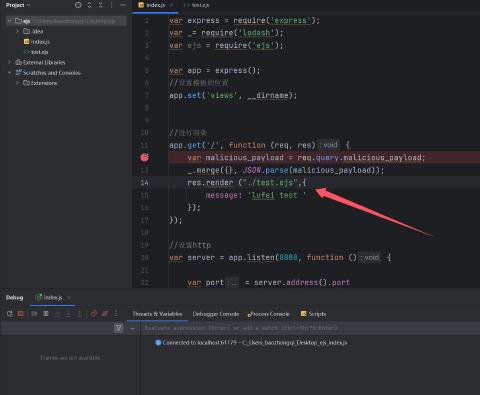 Project
index.js
test.ejs
ejs C:\Users\baozhongqi\Desktop\ejs
.idea
index.js
test.ejs
External Libraries
Scratches and Consoles
Extensions
1 var express = require('express');
2 var _= require('lodash');
3 var ejs = require('ejs');
4
5 var app = express();
6 //设置模板的位置
7 app.set('views', __dirname);
8
9
10 //进行渲染
11 app.get('/', function (req, res) : void {
var malicious_payload = req.query.malicious_payload;
13 _.merge({}, JSON.parse(malicious_payload));
14 res.render ("./test.ejs",{
15 message: 'lufei test '
16 });
17 });
18
19 //设置http
20 var server = app.listen(8888, function () : void {
21
22 var port : ... = server.address().port
Debug
index.js
Threads & Variables
Debugger Console
Process Console
Scripts
Evaluate expression (Enter) or add a watch (Ctrl+Shift+Enter)
Connected to localhost:61179 – C_Users_baozhongqi_Desktop_ejs_index.js
Frames are not available